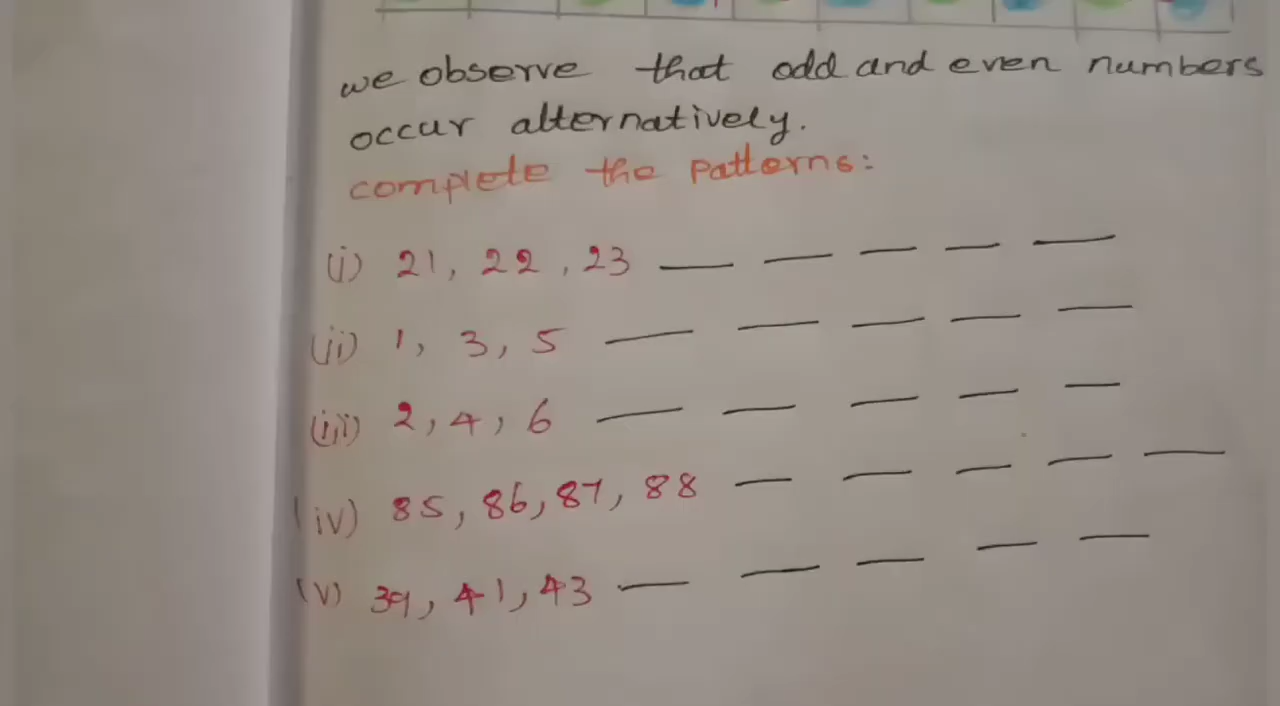 we observe that odd and even numbers
occur alternatively.
complete the patterns:
(i) 21, 22, 23 — — — — —
(ii) 1, 3, 5 — — — — —
(iii) 2, 4, 6 — — — — —
(iv) 85, 86, 87, 88 — — — — —
(v) 39, 41, 43 — — — — —